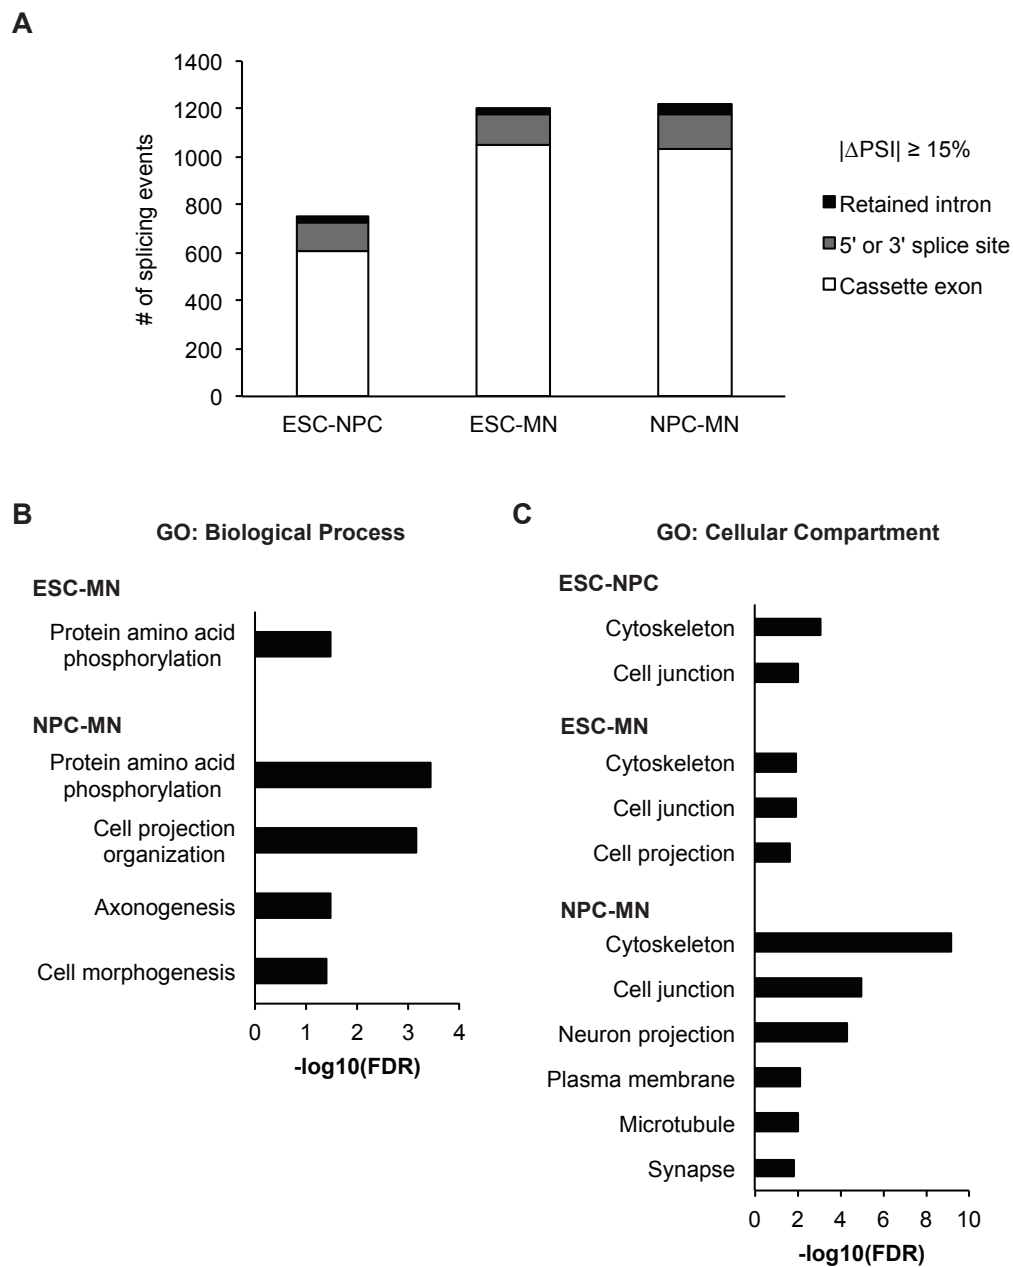 A
1400
1200
1000
800
600
400
200
0
# of splicing events
ESC-NPC
ESC-MN
NPC-MN
|ΔPSI| ≥ 15%
Retained intron
5' or 3' splice site
Cassette exon
B
GO: Biological Process
ESC-MN
Protein amino acid
phosphorylation
NPC-MN
Protein amino acid
phosphorylation
Cell projection
organization
Axonogenesis
Cell morphogenesis
0 1 2 3 4
-log10(FDR)
C
GO: Cellular Compartment
ESC-NPC
Cytoskeleton
Cell junction
ESC-MN
Cytoskeleton
Cell junction
Cell projection
NPC-MN
Cytoskeleton
Cell junction
Neuron projection
Plasma membrane
Microtubule
Synapse
0 2 4 6 8 10
-log10(FDR)